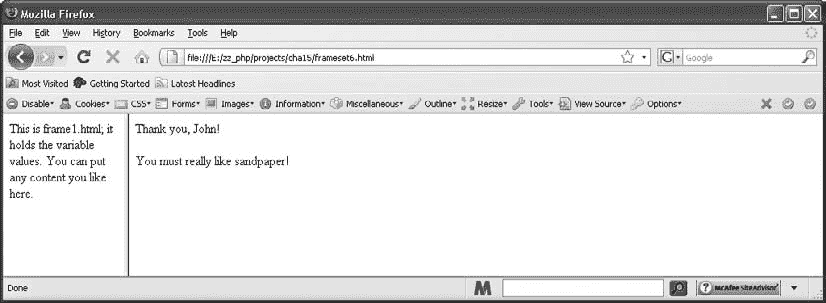 Mozilla Firefox
File Edit View History Bookmarks Tools Help
file:///E:/zz_php/projects/cha15/frameset6.html
G Google
Most Visited Getting Started Latest Headlines
Disable Cookies CSS Forms Images Information Miscellaneous Outline Resize Tools View Source Options
This is frame1.html; it
holds the variable
values. You can put
any content you like
here.
Thank you, John!
You must really like sandpaper!
Done
M
? McAfee SiteAdvisor